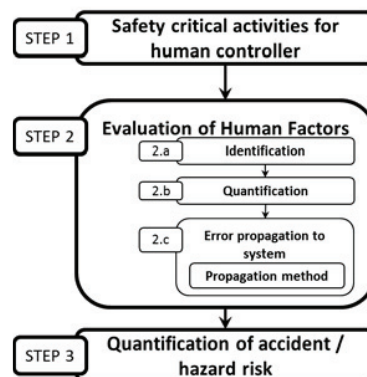 STEP 1
Safety critical activities for
human controller
STEP 2
Evaluation of Human Factors
2.a
Identification
2.b
Quantification
2.c
Error propagation to
system
Propagation method
STEP 3
Quantification of accident /
hazard risk